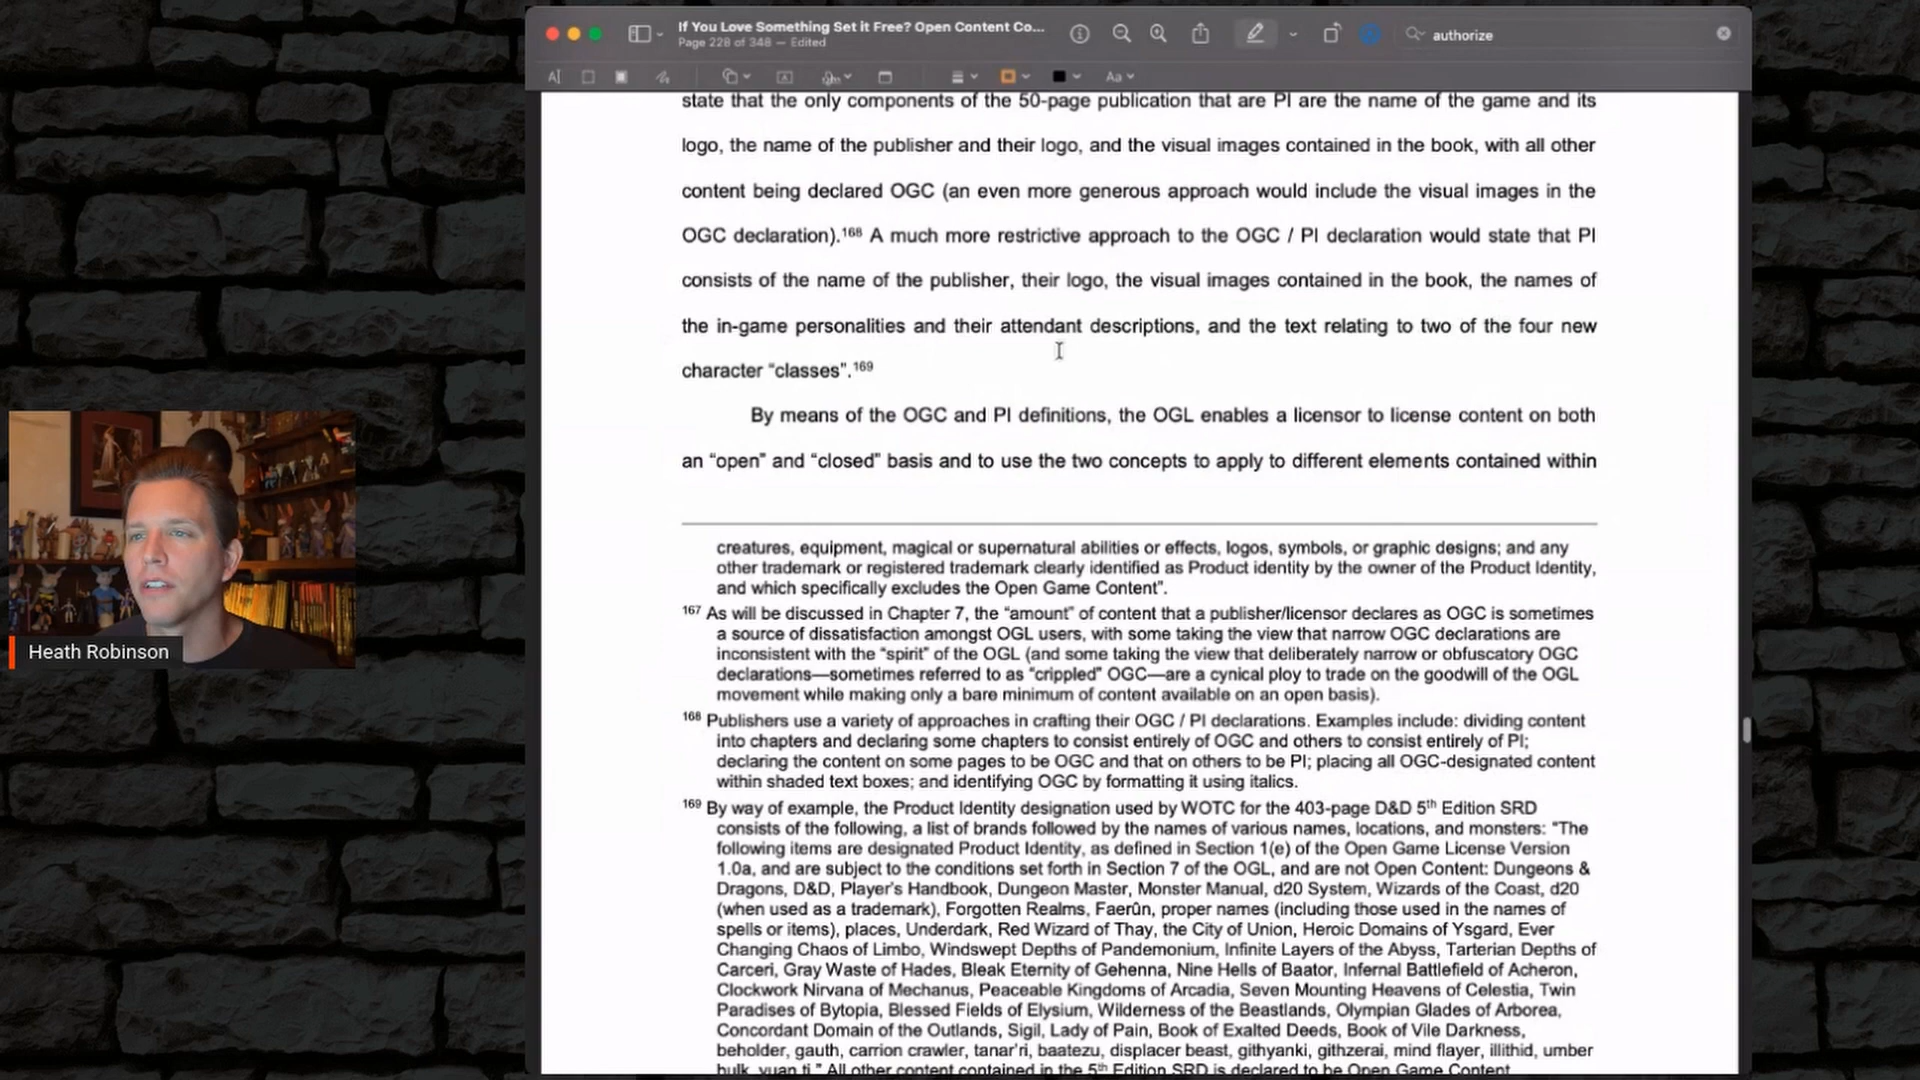 If You Love Something Set it Free? Open Content Co...
Page 228 of 348 — Edited
authorize
Aa
state that the only components of the 50-page publication that are PI are the name of the game and its
logo, the name of the publisher and their logo, and the visual images contained in the book, with all other
content being declared OGC (an even more generous approach would include the visual images in the
OGC declaration).168 A much more restrictive approach to the OGC / PI declaration would state that PI
consists of the name of the publisher, their logo, the visual images contained in the book, the names of
the in-game personalities and their attendant descriptions, and the text relating to two of the four new
character “classes”.169
By means of the OGC and PI definitions, the OGL enables a licensor to license content on both
an “open” and “closed” basis and to use the two concepts to apply to different elements contained within
creatures, equipment, magical or supernatural abilities or effects, logos, symbols, or graphic designs; and any
other trademark or registered trademark clearly identified as Product identity by the owner of the Product Identity,
and which specifically excludes the Open Game Content”.
167 As will be discussed in Chapter 7, the “amount” of content that a publisher/licensor declares as OGC is sometimes
a source of dissatisfaction amongst OGL users, with some taking the view that narrow OGC declarations are
inconsistent with the “spirit” of the OGL (and some taking the view that deliberately narrow or obfuscatory OGC
declarations—sometimes referred to as “crippled” OGC—are a cynical ploy to trade on the goodwill of the OGL
movement while making only a bare minimum of content available on an open basis).
168 Publishers use a variety of approaches in crafting their OGC / PI declarations. Examples include: dividing content
into chapters and declaring some chapters to consist entirely of OGC and others to consist entirely of PI;
declaring the content on some pages to be OGC and that on others to be PI; placing all OGC-designated content
within shaded text boxes; and identifying OGC by formatting it using italics.
169 By way of example, the Product Identity designation used by WOTC for the 403-page D&D 5th Edition SRD
consists of the following, a list of brands followed by the names of various names, locations, and monsters: “The
following items are designated Product Identity, as defined in Section 1(e) of the Open Game License Version
1.0a, and are subject to the conditions set forth in Section 7 of the OGL, and are not Open Content: Dungeons &
Dragons, D&D, Player’s Handbook, Dungeon Master, Monster Manual, d20 System, Wizards of the Coast, d20
(when used as a trademark), Forgotten Realms, Faerûn, proper names (including those used in the names of
spells or items), places, Underdark, Red Wizard of Thay, the City of Union, Heroic Domains of Ysgard, Ever
Changing Chaos of Limbo, Windswept Depths of Pandemonium, Infinite Layers of the Abyss, Tarterian Depths of
Carceri, Gray Waste of Hades, Bleak Eternity of Gehenna, Nine Hells of Baator, Infernal Battlefield of Acheron,
Clockwork Nirvana of Mechanus, Peaceable Kingdoms of Arcadia, Seven Mounting Heavens of Celestia, Twin
Paradises of Bytopia, Blessed Fields of Elysium, Wilderness of the Beastlands, Olympian Glades of Arborea,
Concordant Domain of the Outlands, Sigil, Lady of Pain, Book of Exalted Deeds, Book of Vile Darkness,
beholder, gauth, carrion crawler, tanar’ri, baatezu, displacer beast, githyanki, githzerai, mind flayer, illithid, umber
hulk, yuan ti.” All other content contained in the 5th Edition SRD is declared to be Open Game Content
Heath Robinson